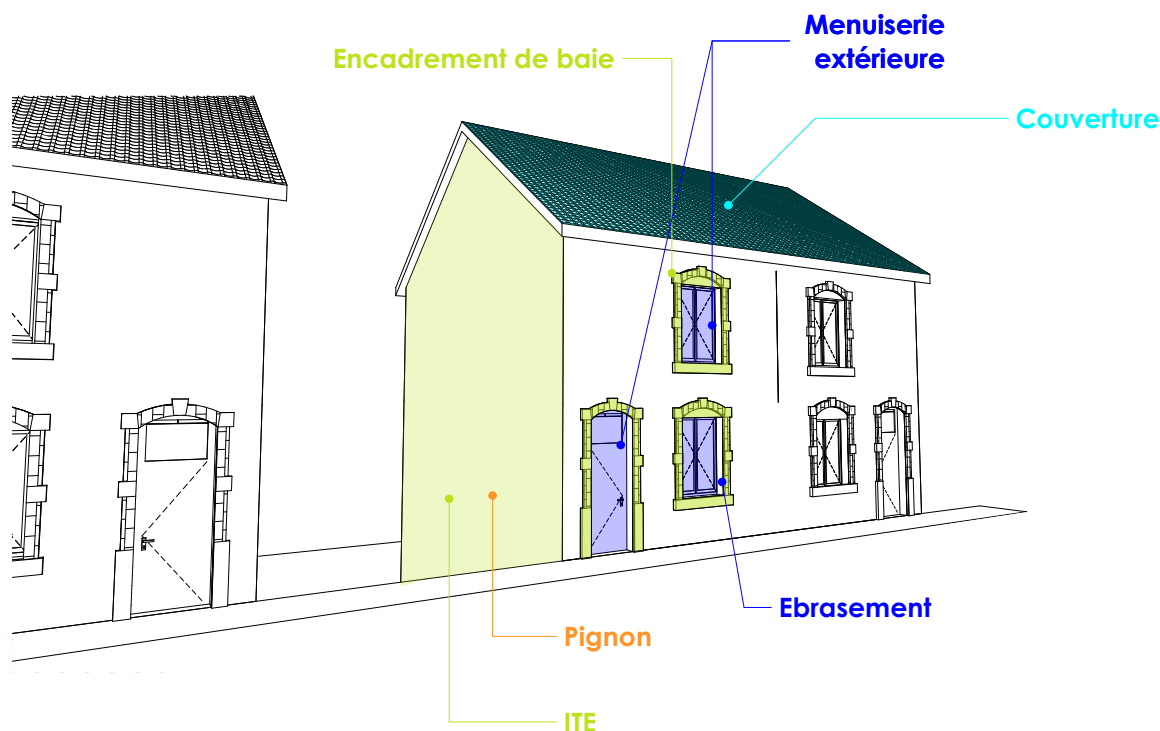 Menuiserie
extérieure
Encadrement de baie
Couverture
Ebrasement
Pignon
ITE